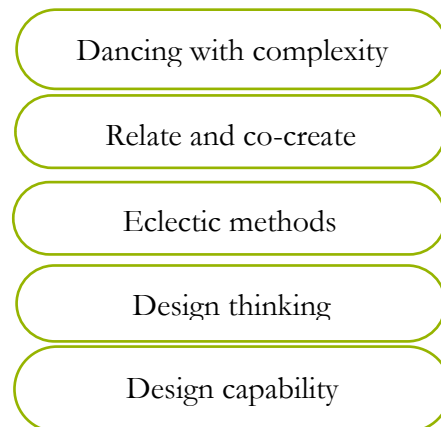 Dancing with complexity
Relate and co-create
Eclectic methods
Design thinking
Design capability